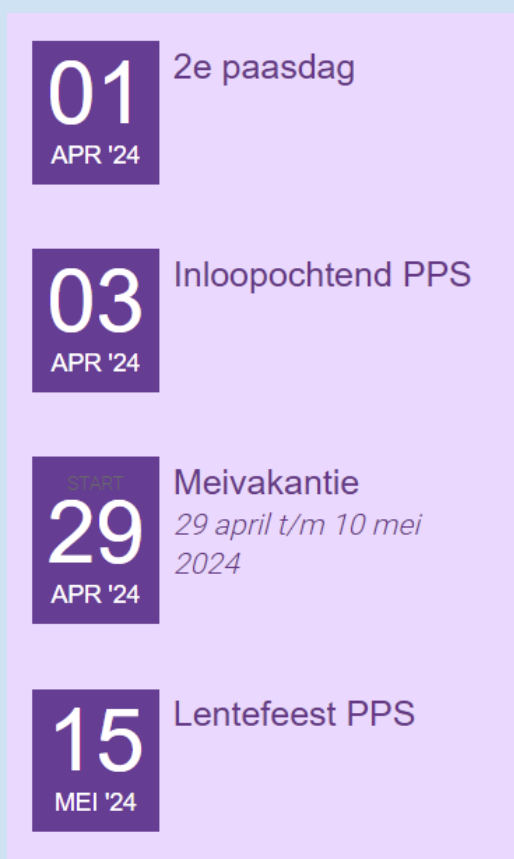 01
APR '24
2e paasdag
03
APR '24
Inloopochtend PPS
START
29
APR '24
Meivakantie
29 april t/m 10 mei
2024
15
MEI '24
Lentefeest PPS